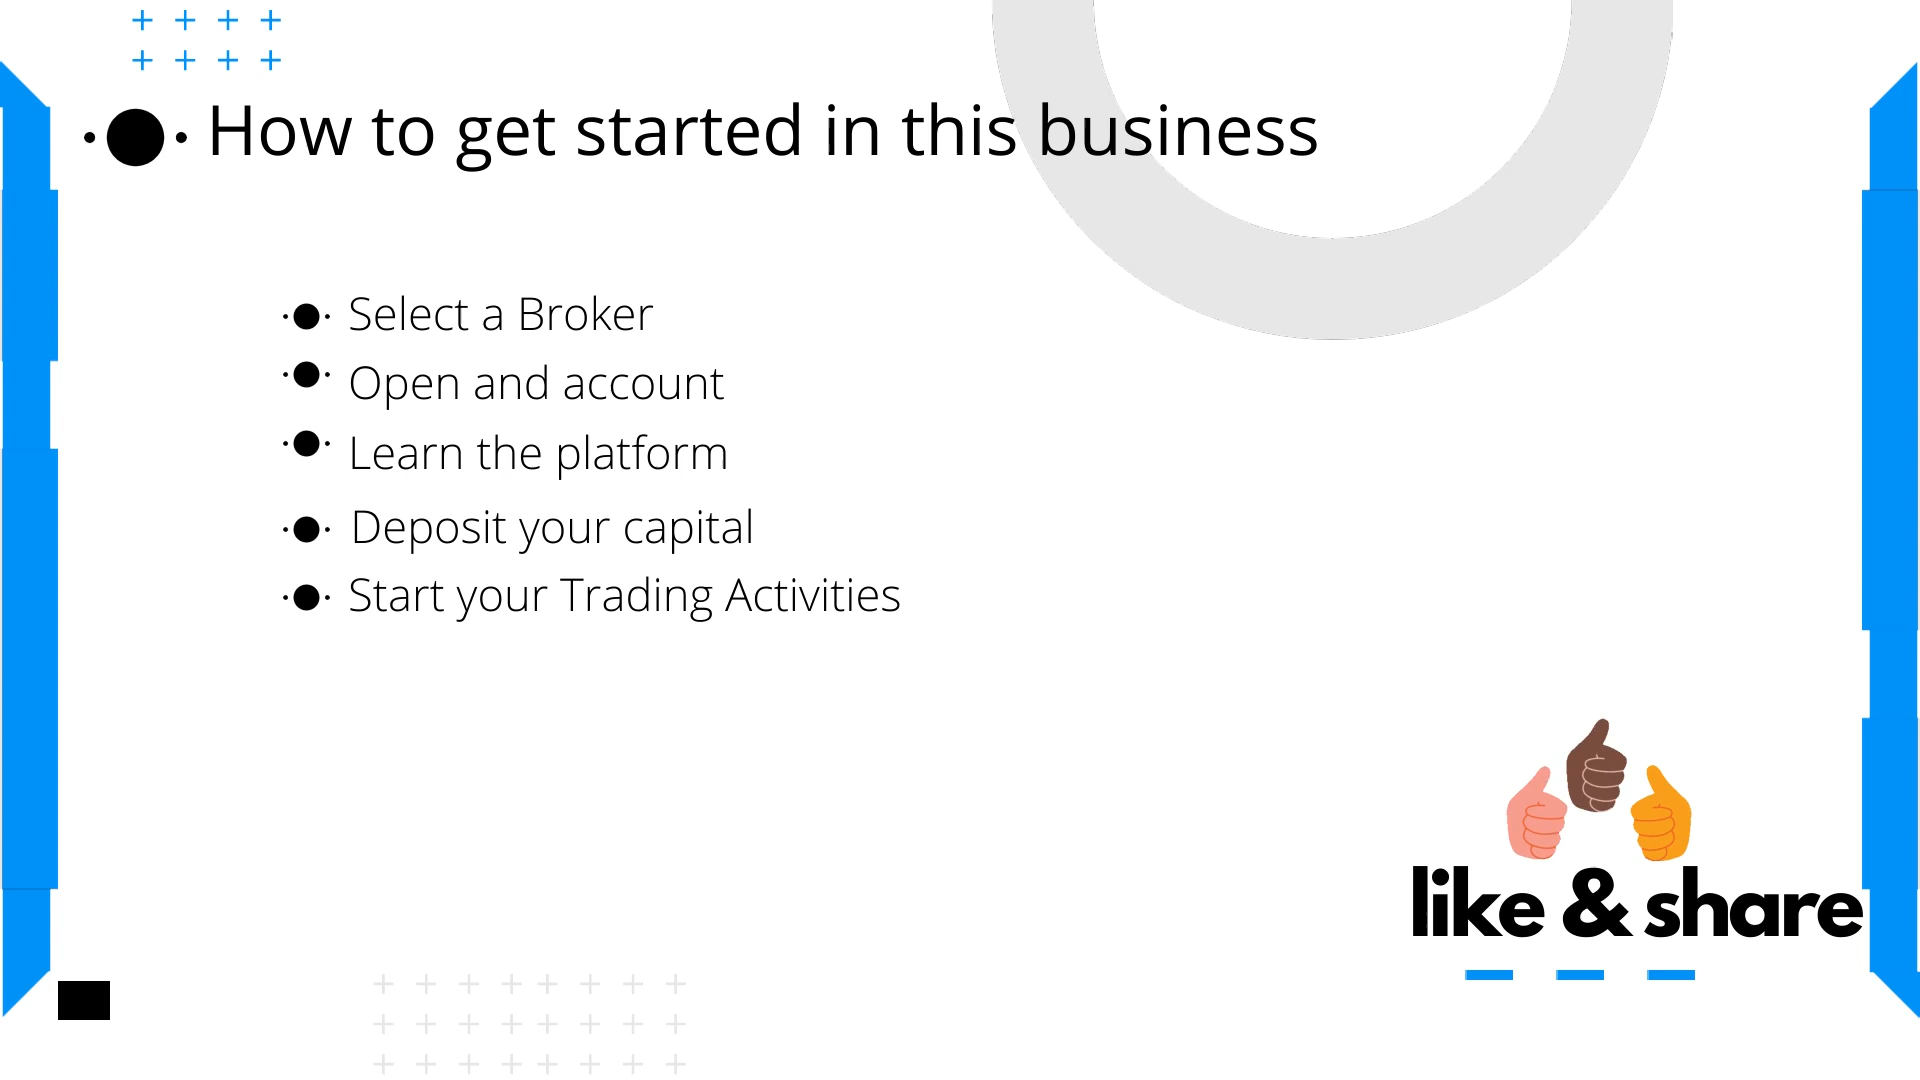 How to get started in this business
Select a Broker
Open and account
Learn the platform
Deposit your capital
Start your Trading Activities
like & share